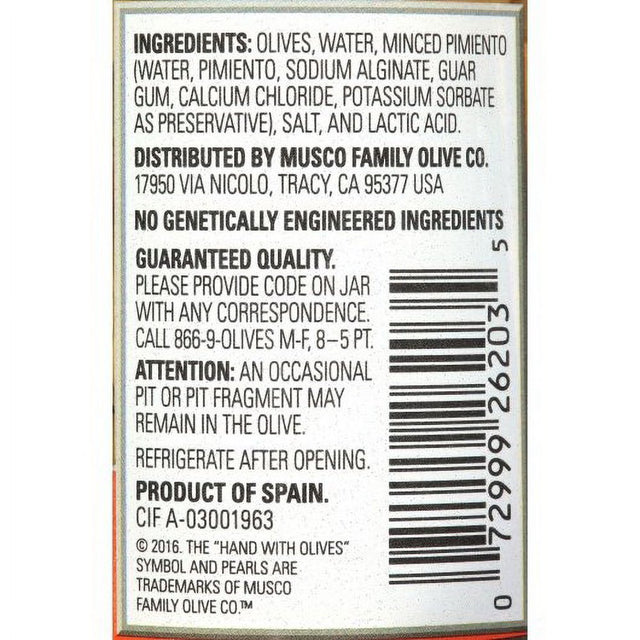 INGREDIENTS: OLIVES, WATER, MINCED PIMIENTO
(WATER, PIMIENTO, SODIUM ALGINATE, GUAR
GUM, CALCIUM CHLORIDE, POTASSIUM SORBATE
AS PRESERVATIVE), SALT, AND LACTIC ACID.
DISTRIBUTED BY MUSCO FAMILY OLIVE CO.
17950 VIA NICOLO, TRACY, CA 95377 USA
NO GENETICALLY ENGINEERED INGREDIENTS
GUARANTEED QUALITY.
PLEASE PROVIDE CODE ON JAR
WITH ANY CORRESPONDENCE.
CALL 866-9-OLIVES M-F, 8–5 PT.
ATTENTION: AN OCCASIONAL
PIT OR PIT FRAGMENT MAY
REMAIN IN THE OLIVE.
REFRIGERATE AFTER OPENING.
PRODUCT OF SPAIN.
CIF A-03001963
© 2016. THE "HAND WITH OLIVES"
SYMBOL AND PEARLS ARE
TRADEMARKS OF MUSCO
FAMILY OLIVE CO.™
0 72999 26203 5